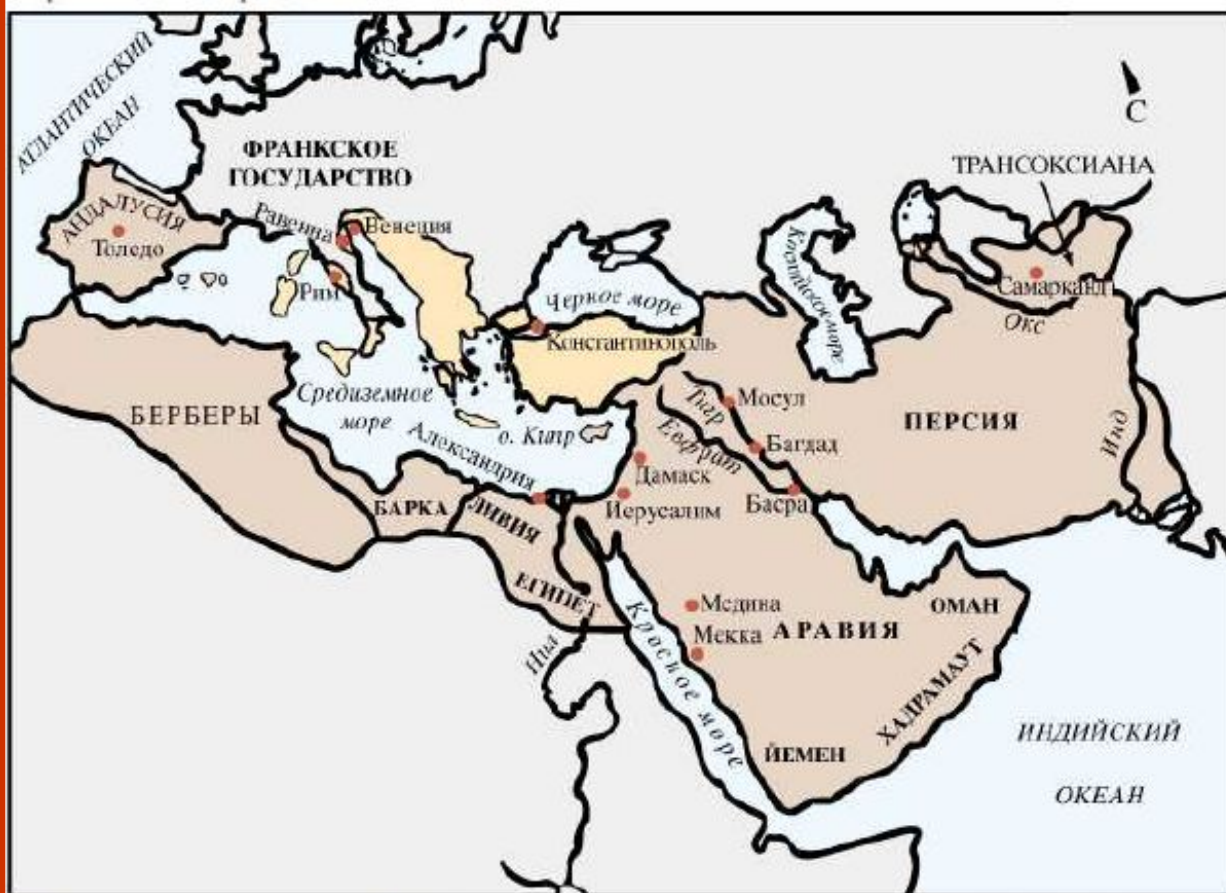 АТЛАНТИЧЕСКИЙ
ОКЕАН
С
ФРАНКСКОЕ
ГОСУДАРСТВО
ТРАНСОКСИАНА
АНДАЛУСИЯ
Толедо
Равенна
Венеция
Рим
Черное море
Константинополь
Каспийское море
Самарканд
Окс
Средиземное
море
БЕРБЕРЫ
о. Кипр
Александрия
Тигр
Мосул
Евфрат
Багдад
ПЕРСИЯ
Инд
Дамаск
Иерусалим
Басра
БАРКА
ЛИВИЯ
ЕГИПЕТ
Нил
Красное море
Медина
Мекка
АРАВИЯ
ОМАН
ХАДРАМАУТ
ЙЕМЕН
ИНДИЙСКИЙ
ОКЕАН